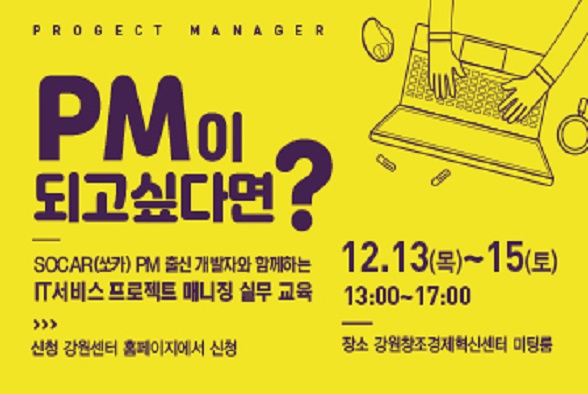 PROGECT MANAGER
PM이
되고싶다면?
SOCAR(쏘카) PM 출신 개발자와 함께하는
IT서비스 프로젝트 매니징 실무 교육
›››
신청 강원센터 홈페이지에서 신청
12.13(목)~15(토)
13:00~17:00
장소 강원창조경제혁신센터 미팅룸